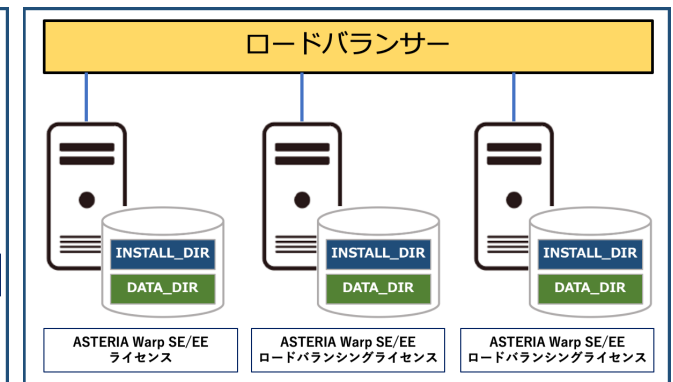 ロードバランサー
INSTALL_DIR
DATA_DIR
INSTALL_DIR
DATA_DIR
INSTALL_DIR
DATA_DIR
ASTERIA Warp SE/EE
ライセンス
ASTERIA Warp SE/EE
ロードバランシングライセンス
ASTERIA Warp SE/EE
ロードバランシングライセンス